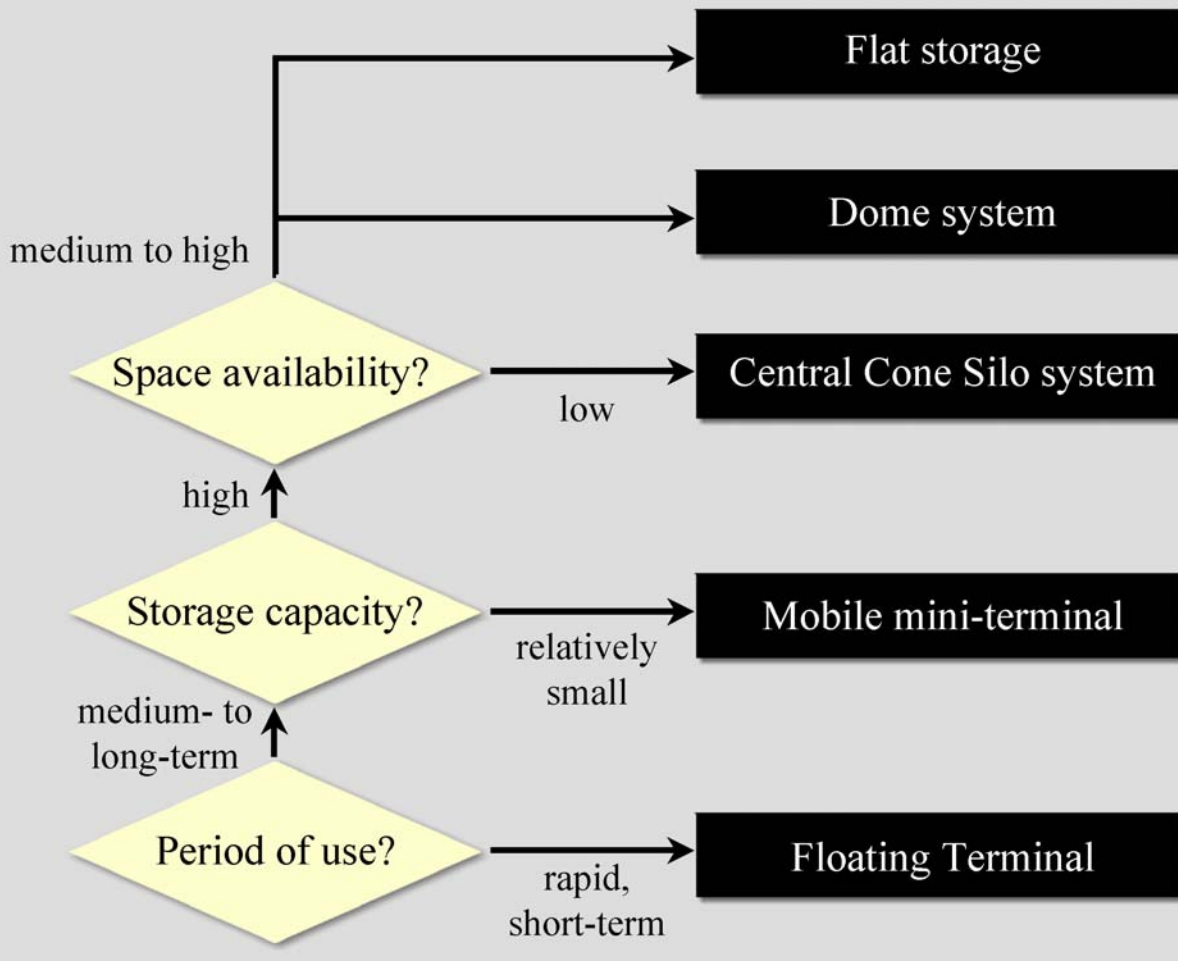 Flat storage
Dome system
medium to high
Space availability?
Central Cone Silo system
low
high
Storage capacity?
Mobile mini-terminal
relatively
small
medium- to
long-term
Period of use?
Floating Terminal
rapid,
short-term